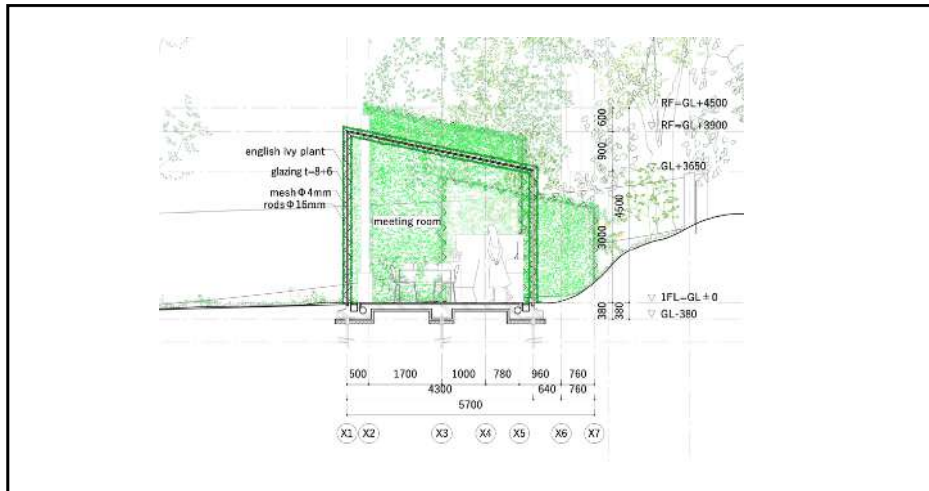 RF=GL+4500
600
RF=GL+3900
english ivy plant
900
glazing t=8+6
GL+3650
mesh Φ4mm
rods Φ15mm
4500
meeting room
3000
1FL=GL±0
380
380
GL-380
500 1700 1000 780 960 760
4300 640 760
5700
X1 X2 X3 X4 X5 X6 X7